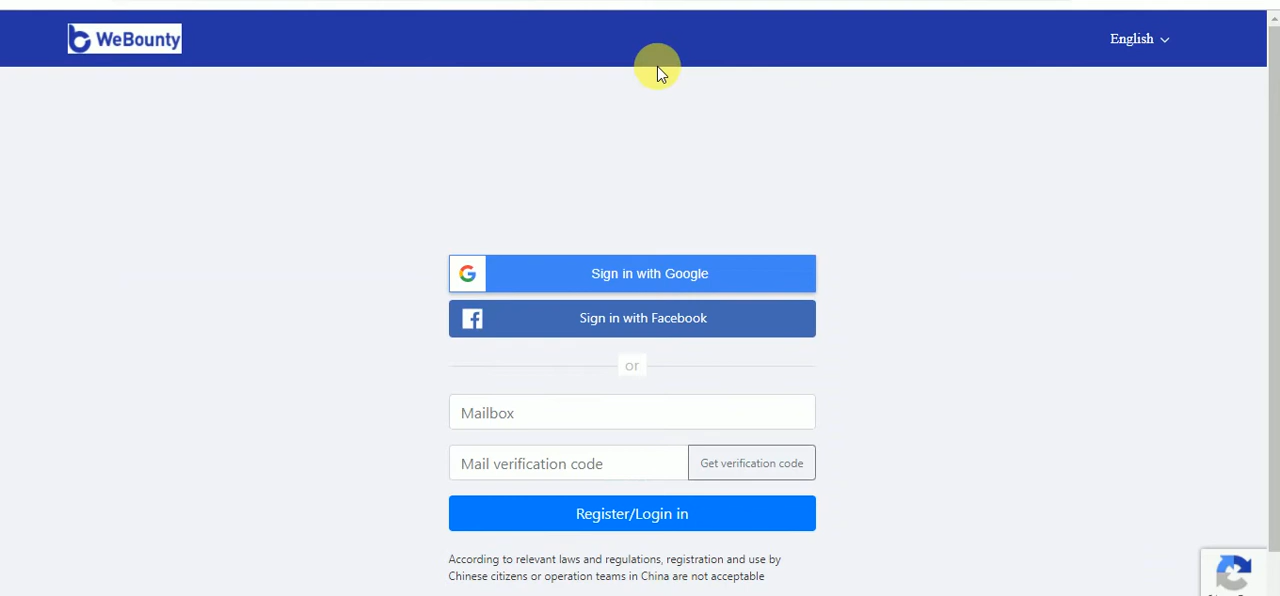 WeBounty
English
Sign in with Google
Sign in with Facebook
or
Mailbox
Mail verification code
Get verification code
Register/Login in
According to relevant laws and regulations, registration and use by
Chinese citizens or operation teams in China are not acceptable